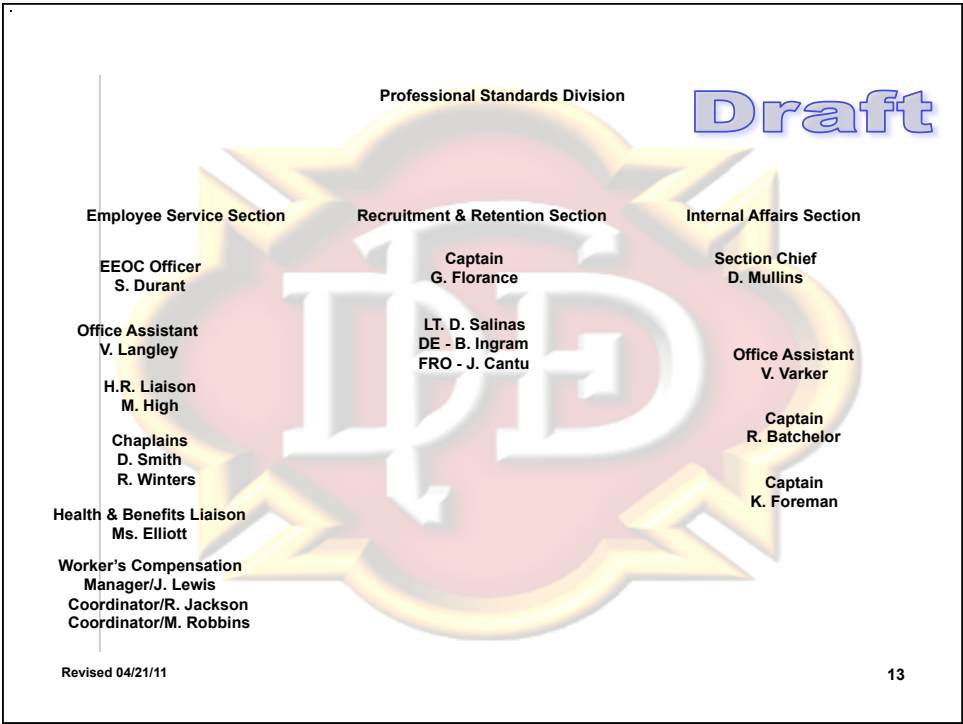 Professional Standards Division
Draft
Employee Service Section
EEOC Officer
S. Durant
Office Assistant
V. Langley
H.R. Liaison
M. High
Chaplains
D. Smith
R. Winters
Health & Benefits Liaison
Ms. Elliott
Worker’s Compensation
Manager/J. Lewis
Coordinator/R. Jackson
Coordinator/M. Robbins
Recruitment & Retention Section
Captain
G. Florance
LT. D. Salinas
DE - B. Ingram
FRO - J. Cantu
Internal Affairs Section
Section Chief
D. Mullins
Office Assistant
V. Varker
Captain
R. Batchelor
Captain
K. Foreman
DFD
Revised 04/21/11
13